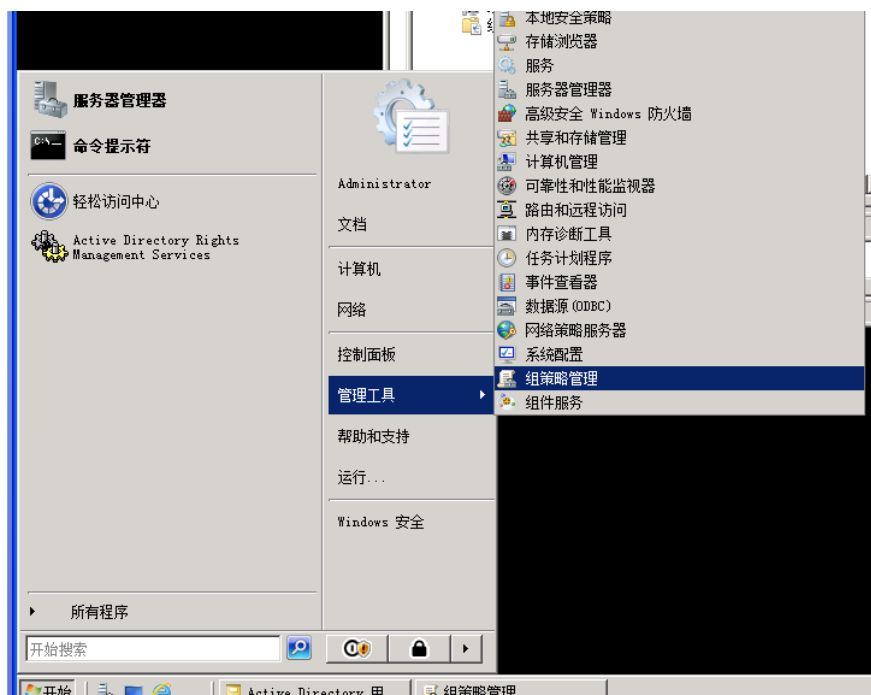 本地安全策略
存储浏览器
服务
服务器管理器
高级安全 Windows 防火墙
共享和存储管理
计算机管理
可靠性和性能监视器
路由和远程访问
内存诊断工具
任务计划程序
事件查看器
数据源(ODBC)
网络策略服务器
系统配置
组策略管理
组件服务
服务器管理器
命令提示符
轻松访问中心
Active Directory Rights
Management Services
所有程序
开始搜索
Administrator
文档
计算机
网络
控制面板
管理工具
帮助和支持
运行...
Windows 安全
开始
Active Directory 用
组策略管理